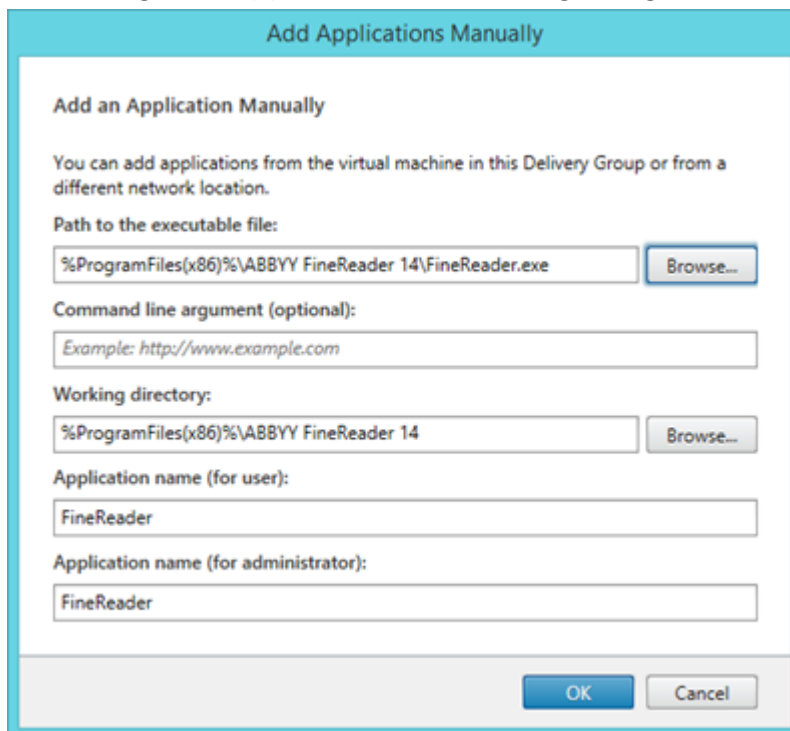 Add Applications Manually
Add an Application Manually
You can add applications from the virtual machine in this Delivery Group or from a
different network location.
Path to the executable file:
%ProgramFiles(x86)%\ABBYY FineReader 14\FineReader.exe
Browse...
Command line argument (optional):
Example: http://www.example.com
Working directory:
%ProgramFiles(x86)%\ABBYY FineReader 14
Browse...
Application name (for user):
FineReader
Application name (for administrator):
FineReader
OK
Cancel